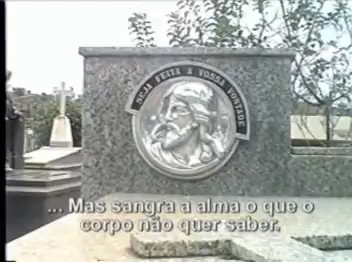 SEJA FEITA A VOSSA VONTADE
... Mas sangra a alma o que o
corpo não quer saber.